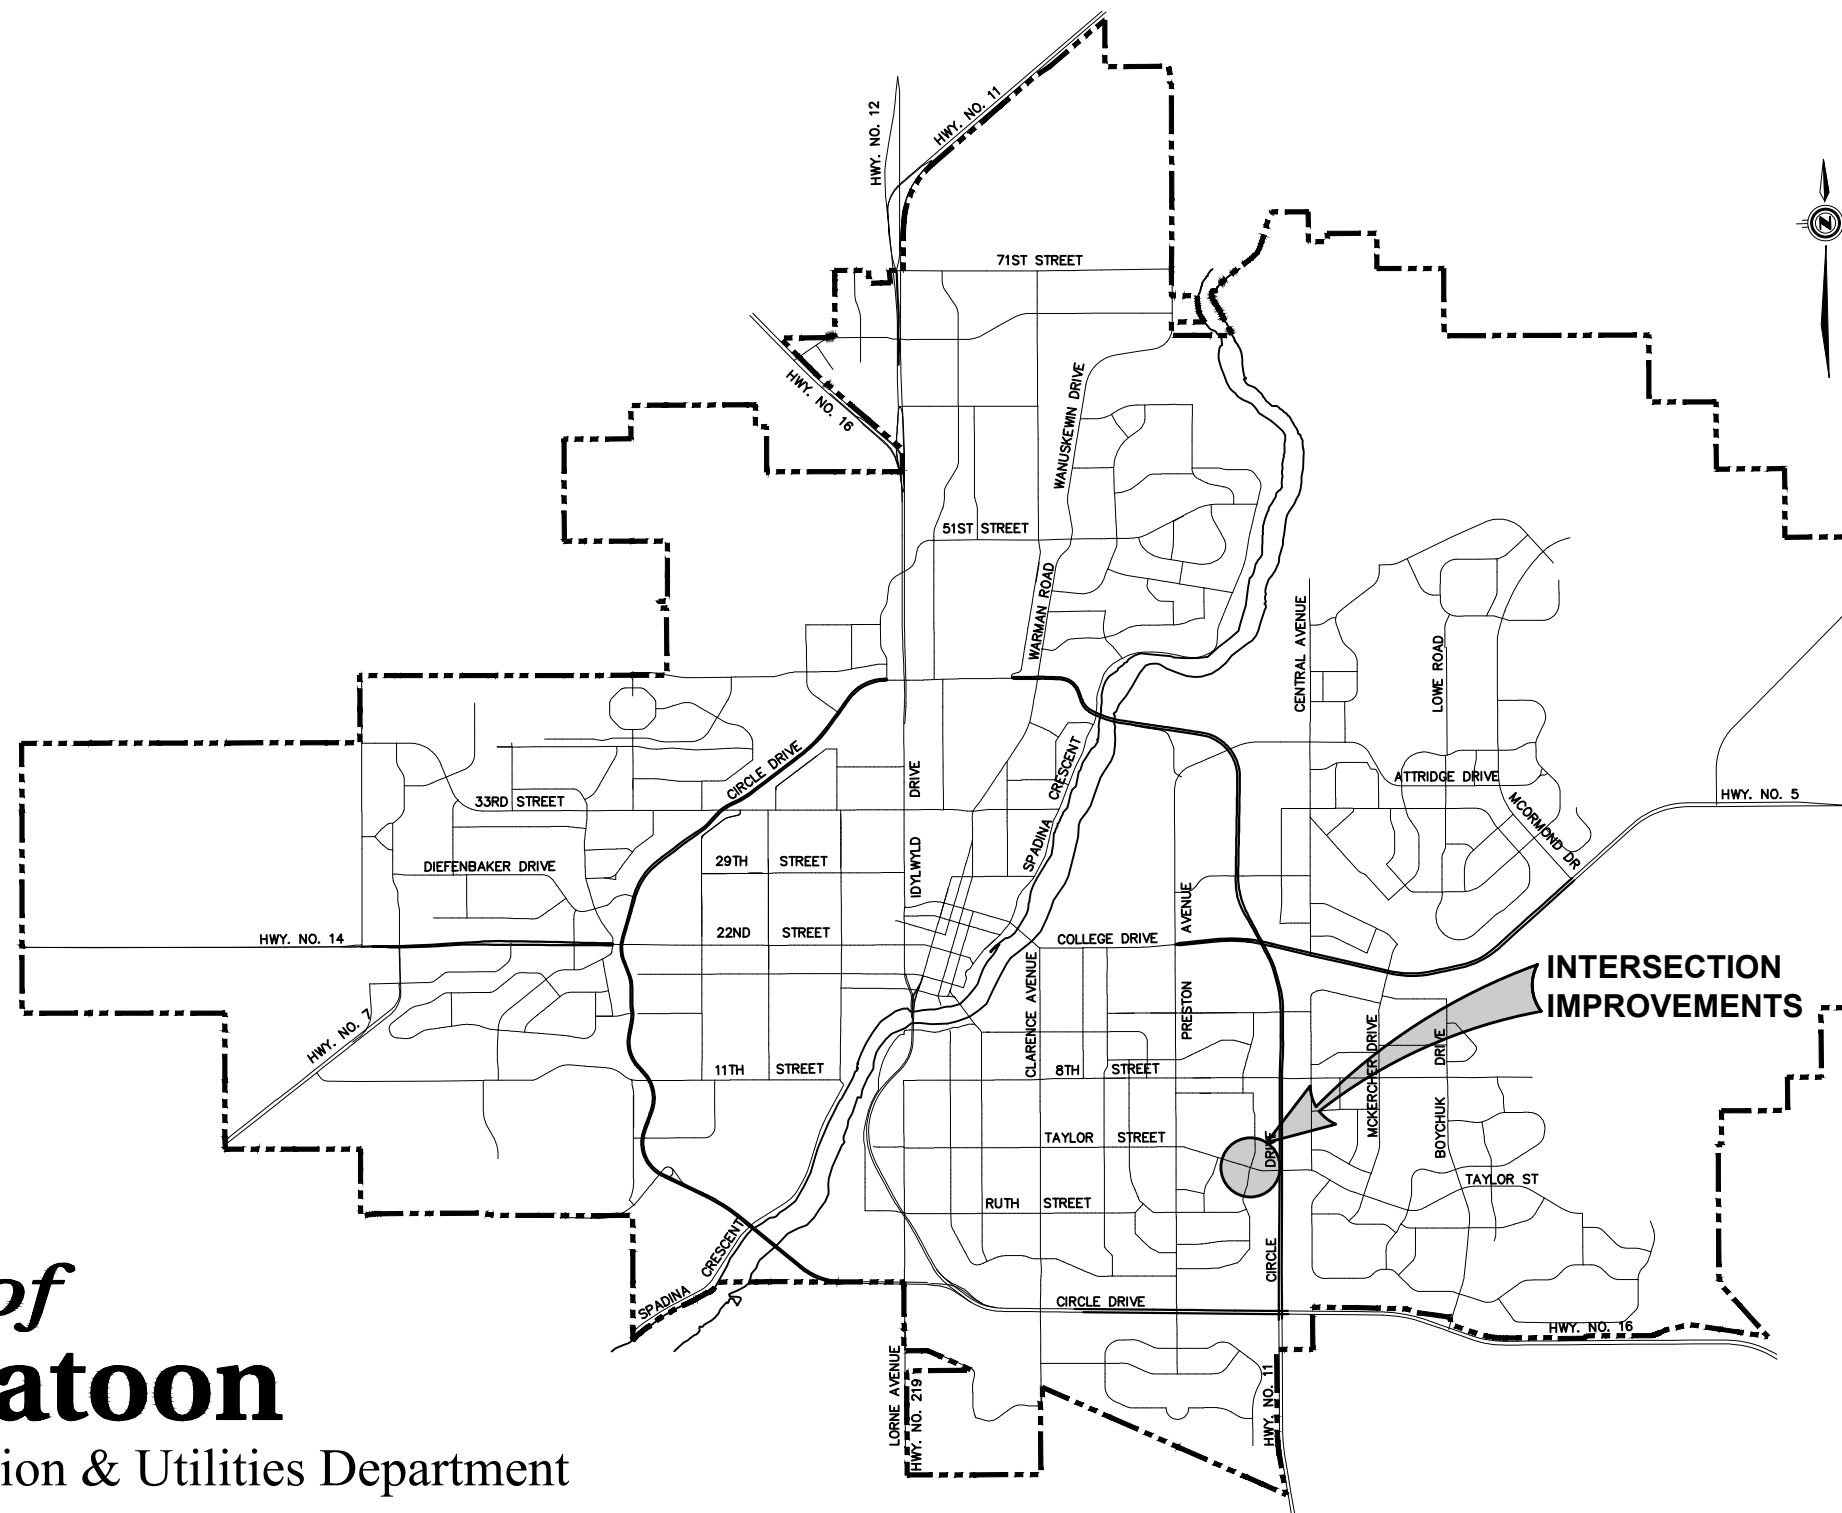 HWY. NO. 11
HWY. NO. 12
71ST STREET
HWY. NO. 16
WANUSKEWIN DRIVE
51ST STREET
WARMAN ROAD
CENTRAL AVENUE
LOWE ROAD
CIRCLE DRIVE
IDYLWYLD DRIVE
SPADINA CRESCENT
ATTRIDGE DRIVE
HWY. NO. 5
MCORMOND DR
33RD STREET
29TH STREET
DIEFENBAKER DRIVE
PRESTON AVENUE
22ND STREET
COLLEGE DRIVE
HWY. NO. 14
INTERSECTION
IMPROVEMENTS
CLARENCE AVENUE
HWY. NO. 7
MCKERCHER DRIVE
BOYCHUK DRIVE
11TH STREET
8TH STREET
TAYLOR STREET
CIRCLE DRIVE
TAYLOR ST
RUTH STREET
SPADINA CRESCENT
CIRCLE DRIVE
HWY. NO. 16
LORNE AVENUE
HWY. NO. 219
HWY. NO. 11
of
atoon
ion & Utilities Department
N